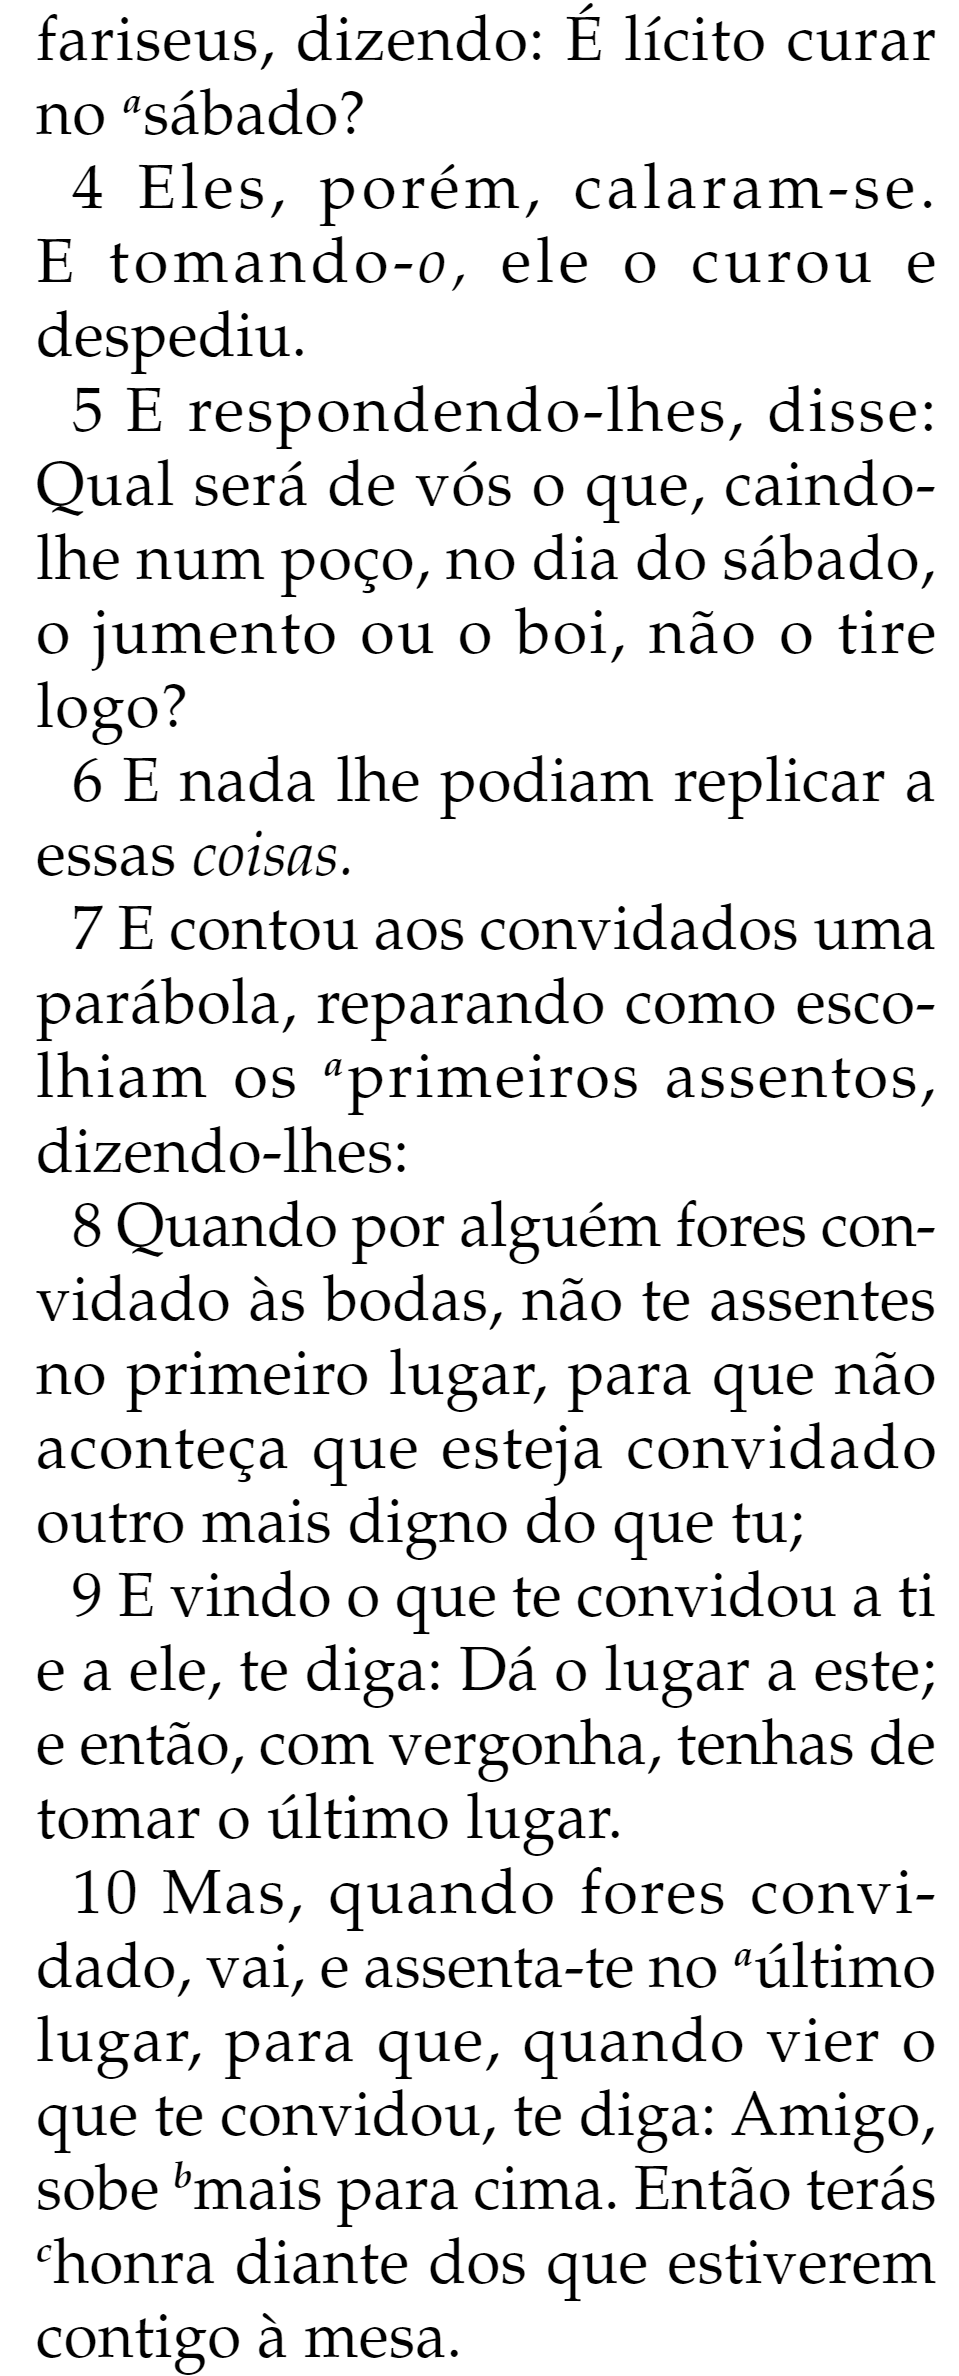 fariseus, dizendo: É lícito curar
no ᵃsábado?
4 Eles, porém, calaram-se.
E tomando-o, ele o curou e
despediu.
5 E respondendo-lhes, disse:
Qual será de vós o que, caindo-
lhe num poço, no dia do sábado,
o jumento ou o boi, não o tire
logo?
6 E nada lhe podiam replicar a
essas coisas.
7 E contou aos convidados uma
parábola, reparando como esco-
lhiam os ᵃprimeiros assentos,
dizendo-lhes:
8 Quando por alguém fores con-
vidado às bodas, não te assentes
no primeiro lugar, para que não
aconteça que esteja convidado
outro mais digno do que tu;
9 E vindo o que te convidou a ti
e a ele, te diga: Dá o lugar a este;
e então, com vergonha, tenhas de
tomar o último lugar.
10 Mas, quando fores convi-
dado, vai, e assenta-te no ᵃúltimo
lugar, para que, quando vier o
que te convidou, te diga: Amigo,
sobe ᵇmais para cima. Então terás
ᶜhonra diante dos que estiverem
contigo à mesa.